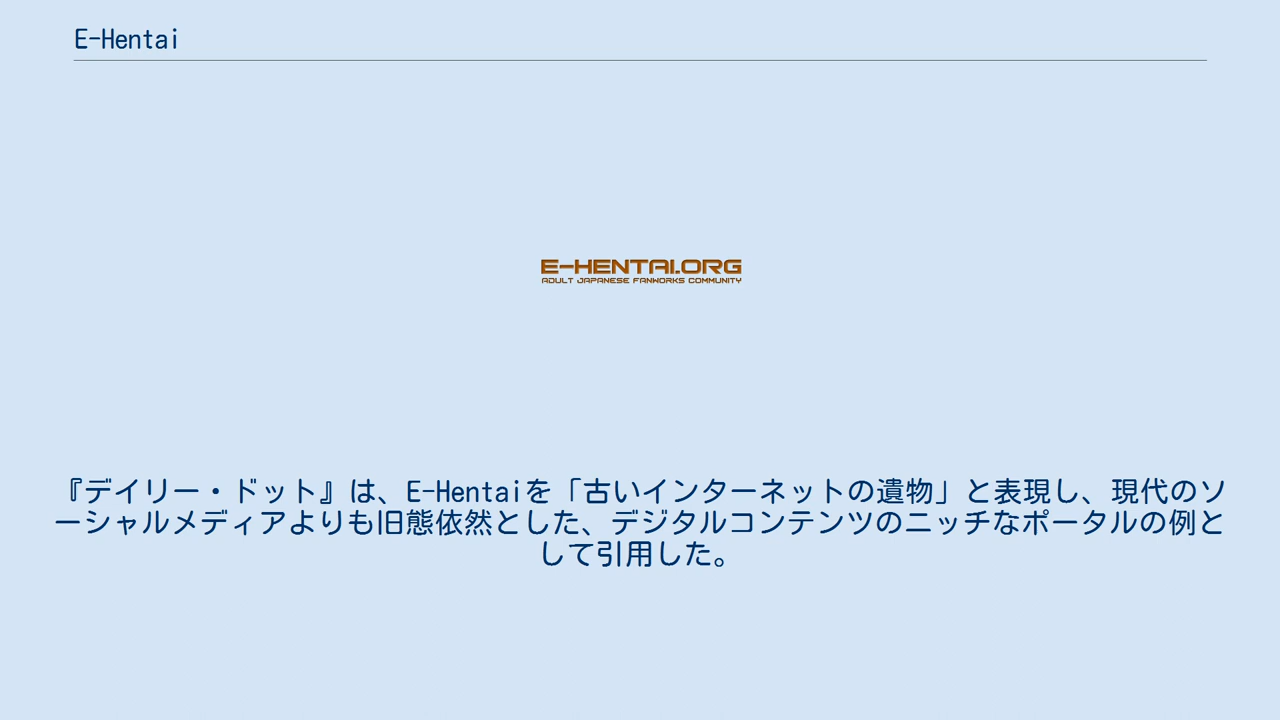 E-Hentai
E-HENTAI.ORG
ADULT JAPANESE FANWORKS COMMUNITY
『デイリー・ドット』は、E-Hentaiを「古いインターネットの遺物」と表現し、現代のソ
ーシャルメディアよりも旧態依然とした、デジタルコンテンツのニッチなポータルの例と
して引用した。